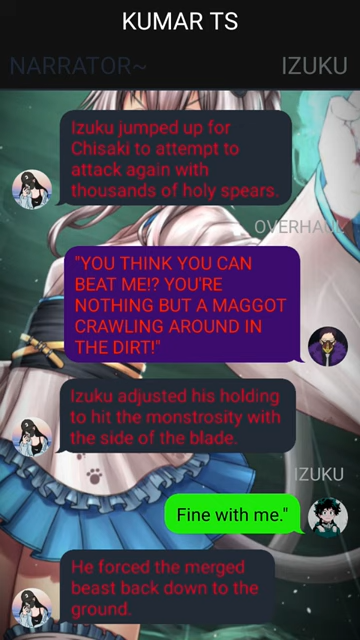 KUMAR TS
NARRATOR~ IZUKU
Izuku jumped up for
Chisaki to attempt to
attack again with
thousands of holy spears.
OVERHAUL
"YOU THINK YOU CAN
BEAT ME!? YOU'RE
NOTHING BUT A MAGGOT
CRAWLING AROUND IN
THE DIRT!"
Izuku adjusted his holding
to hit the monstrosity with
the side of the blade.
IZUKU
Fine with me."
He forced the merged
beast back down to the
ground.